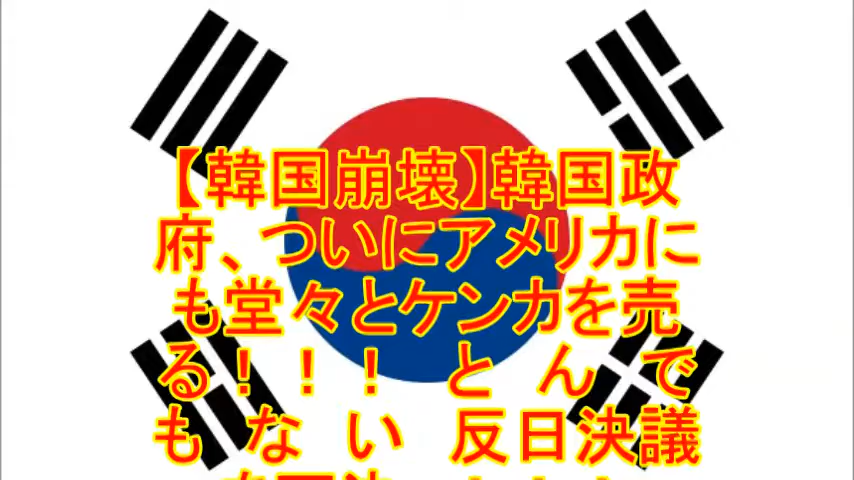 【韓国崩壊】韓国政
府、ついにアメリカに
も堂々とケンカを売
る！！！ と ん で
も な い 反日決議